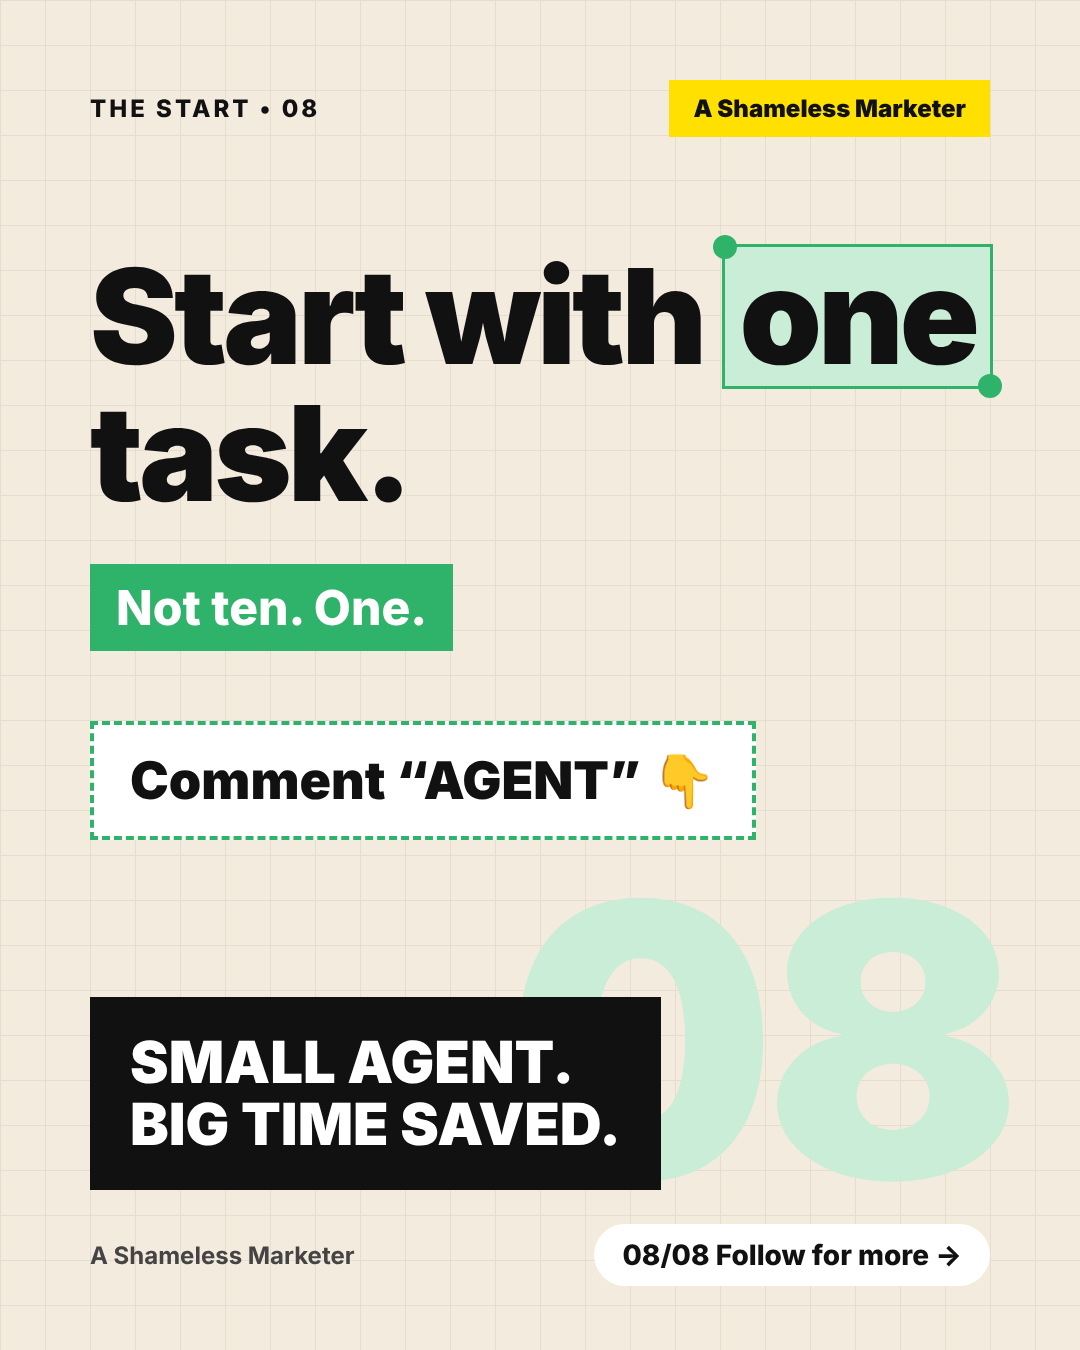 THE START • 08
A Shameless Marketer
Start with one
task.
Not ten. One.
Comment “AGENT” 👇
08
SMALL AGENT.
BIG TIME SAVED.
A Shameless Marketer
08/08 Follow for more →